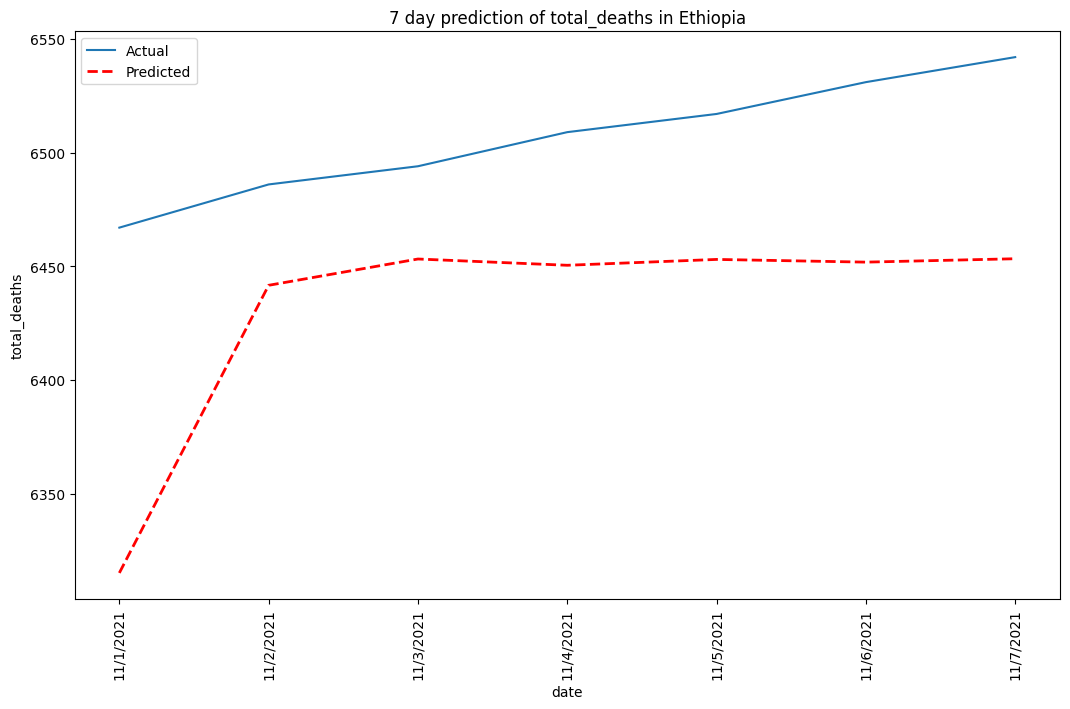 7 day prediction of total_deaths in Ethiopia
Actual
Predicted
total_deaths
6550
6500
6450
6400
6350
11/1/2021
11/2/2021
11/3/2021
11/4/2021
11/5/2021
11/6/2021
11/7/2021
date